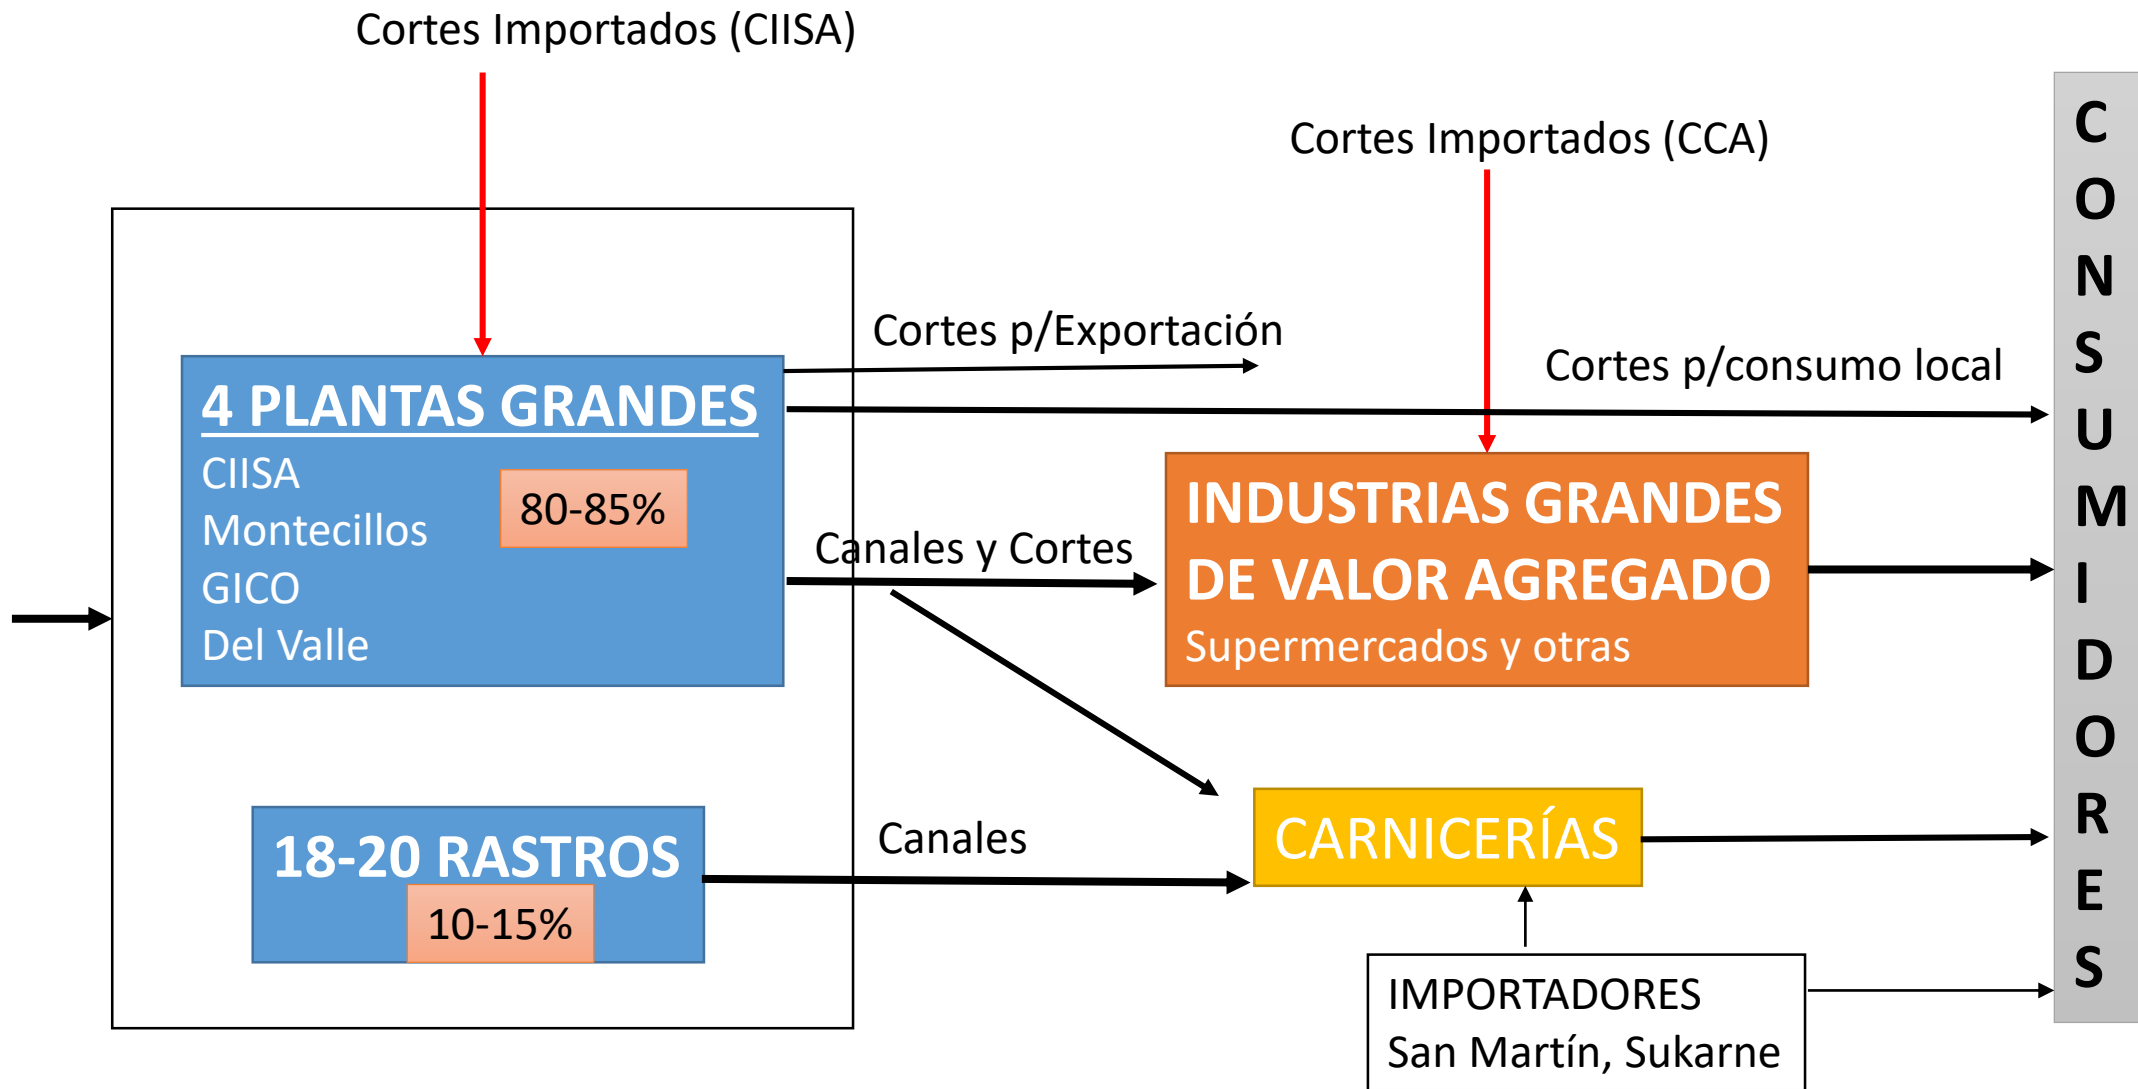 Cortes Importados (CIISA)
Cortes Importados (CCA)
Cortes p/Exportación
Cortes p/consumo local
4 PLANTAS GRANDES
CIISA
Montecillos
GICO
Del Valle
80-85%
Canales y Cortes
INDUSTRIAS GRANDES
DE VALOR AGREGADO
Supermercados y otras
18-20 RASTROS
10-15%
Canales
CARNICERÍAS
IMPORTADORES
San Martín, Sukarne
C
O
N
S
U
M
I
D
O
R
E
S